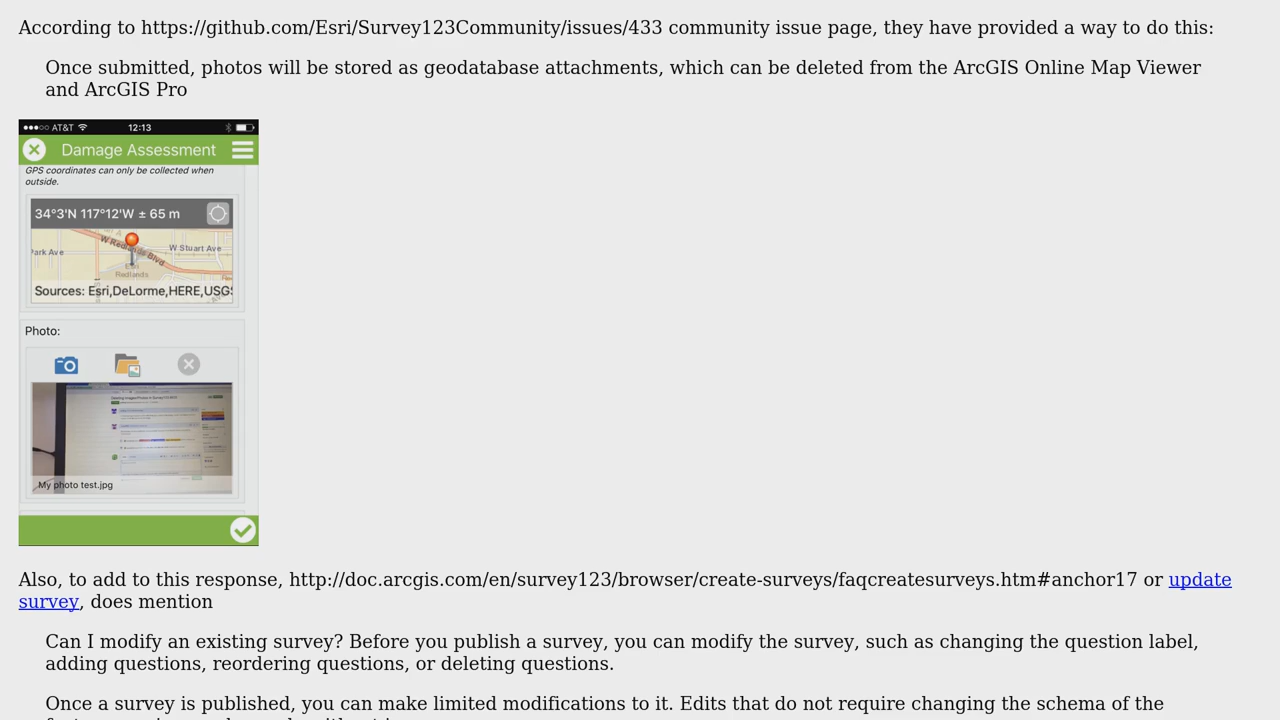 According to https://github.com/Esri/Survey123Community/issues/433 community issue page, they have provided a way to do this:
Once submitted, photos will be stored as geodatabase attachments, which can be deleted from the ArcGIS Online Map Viewer
and ArcGIS Pro
AT&T 12:13
Damage Assessment
GPS coordinates can only be collected when
outside.
34°3'N 117°12'W ± 65 m
W Redlands Blvd
W Stuart Ave
Park Ave
Esri
Redlands
Sources: Esri,DeLorme,HERE,USGS
Photo:
My photo test.jpg
Also, to add to this response, http://doc.arcgis.com/en/survey123/browser/create-surveys/faqcreatesurveys.htm#anchor17 or update
survey, does mention
Can I modify an existing survey? Before you publish a survey, you can modify the survey, such as changing the question label,
adding questions, reordering questions, or deleting questions.
Once a survey is published, you can make limited modifications to it. Edits that do not require changing the schema of the